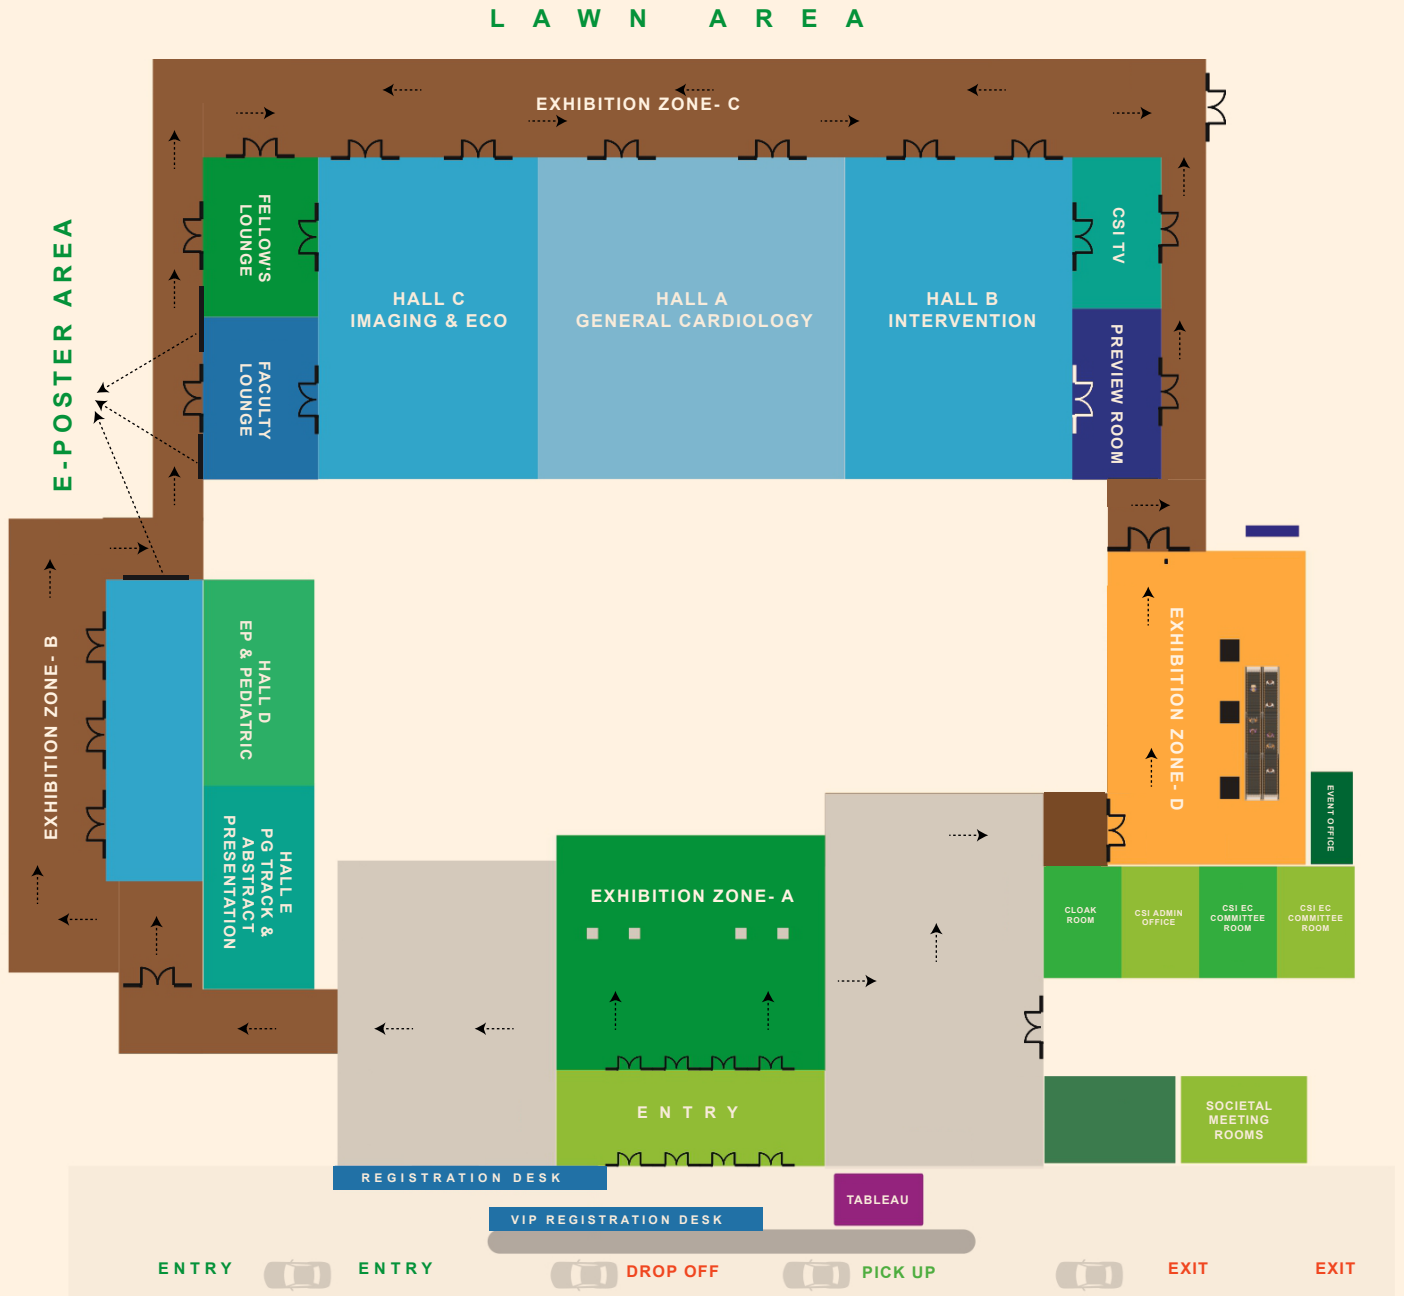 LAWN AREA
EXHIBITION ZONE- C
E-POSTER AREA
FELLOW'S
LOUNGE
FACULTY
LOUNGE
HALL C
IMAGING & ECO
HALL A
GENERAL CARDIOLOGY
HALL B
INTERVENTION
CSI TV
PREVIEW ROOM
EXHIBITION ZONE- B
HALL D
EP & PEDIATRIC
HALL E
PG TRACK &
ABSTRACT
PRESENTATION
EXHIBITION ZONE- D
EVENT OFFICE
EXHIBITION ZONE- A
CLOAK
ROOM
CSI ADMIN
OFFICE
CSI EC
COMMITTEE
ROOM
CSI EC
COMMITTEE
ROOM
ENTRY
SOCIETAL
MEETING
ROOMS
REGISTRATION DESK
VIP REGISTRATION DESK
TABLEAU
ENTRY
ENTRY
DROP OFF
PICK UP
EXIT
EXIT